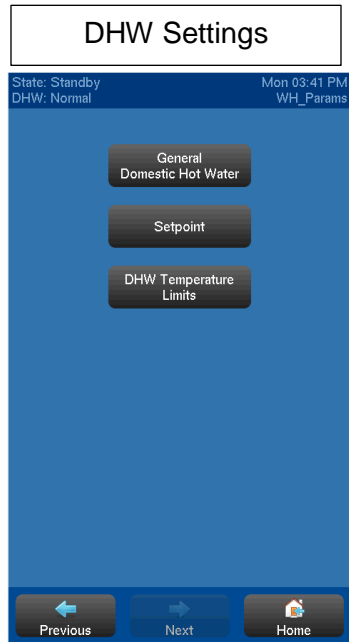 DHW Settings
State: Standby
Mon 03:41 PM
DHW: Normal
WH_Params
General
Domestic Hot Water
Setpoint
DHW Temperature
Limits
Previous
Next
Home